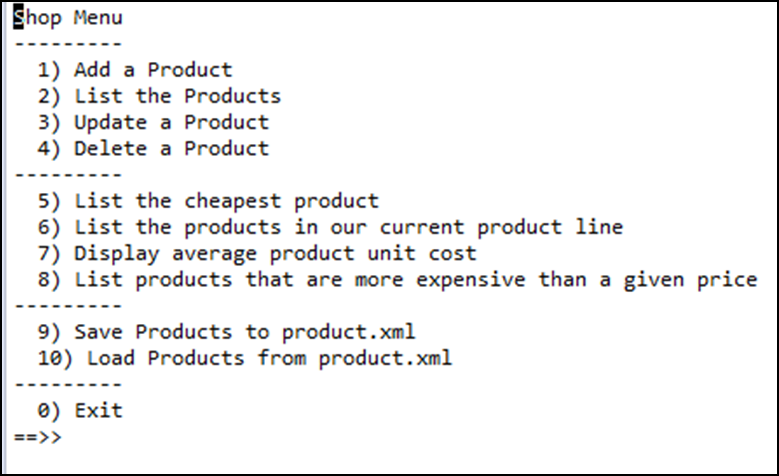 Shop Menu
---------
1) Add a Product
2) List the Products
3) Update a Product
4) Delete a Product
---------
5) List the cheapest product
6) List the products in our current product line
7) Display average product unit cost
8) List products that are more expensive than a given price
---------
9) Save Products to product.xml
10) Load Products from product.xml
---------
0) Exit
==>>